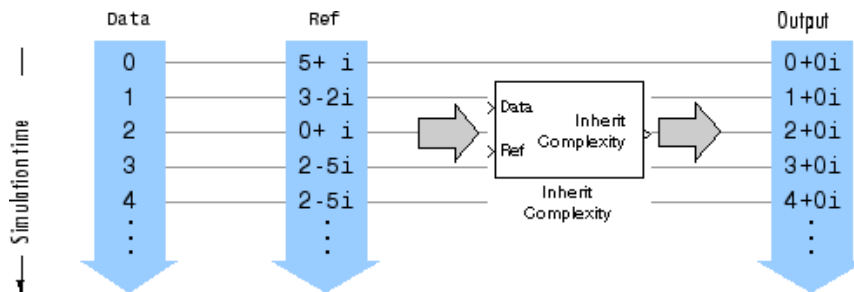 Data Ref Output
0 5+ i 0+0i
1 3-2i 1+0i
2 0+ i 2+0i
3 2-5i 3+0i
4 2-5i 4+0i
Simulation time
Data
Ref
Inherit
Complexity
Inherit
Complexity